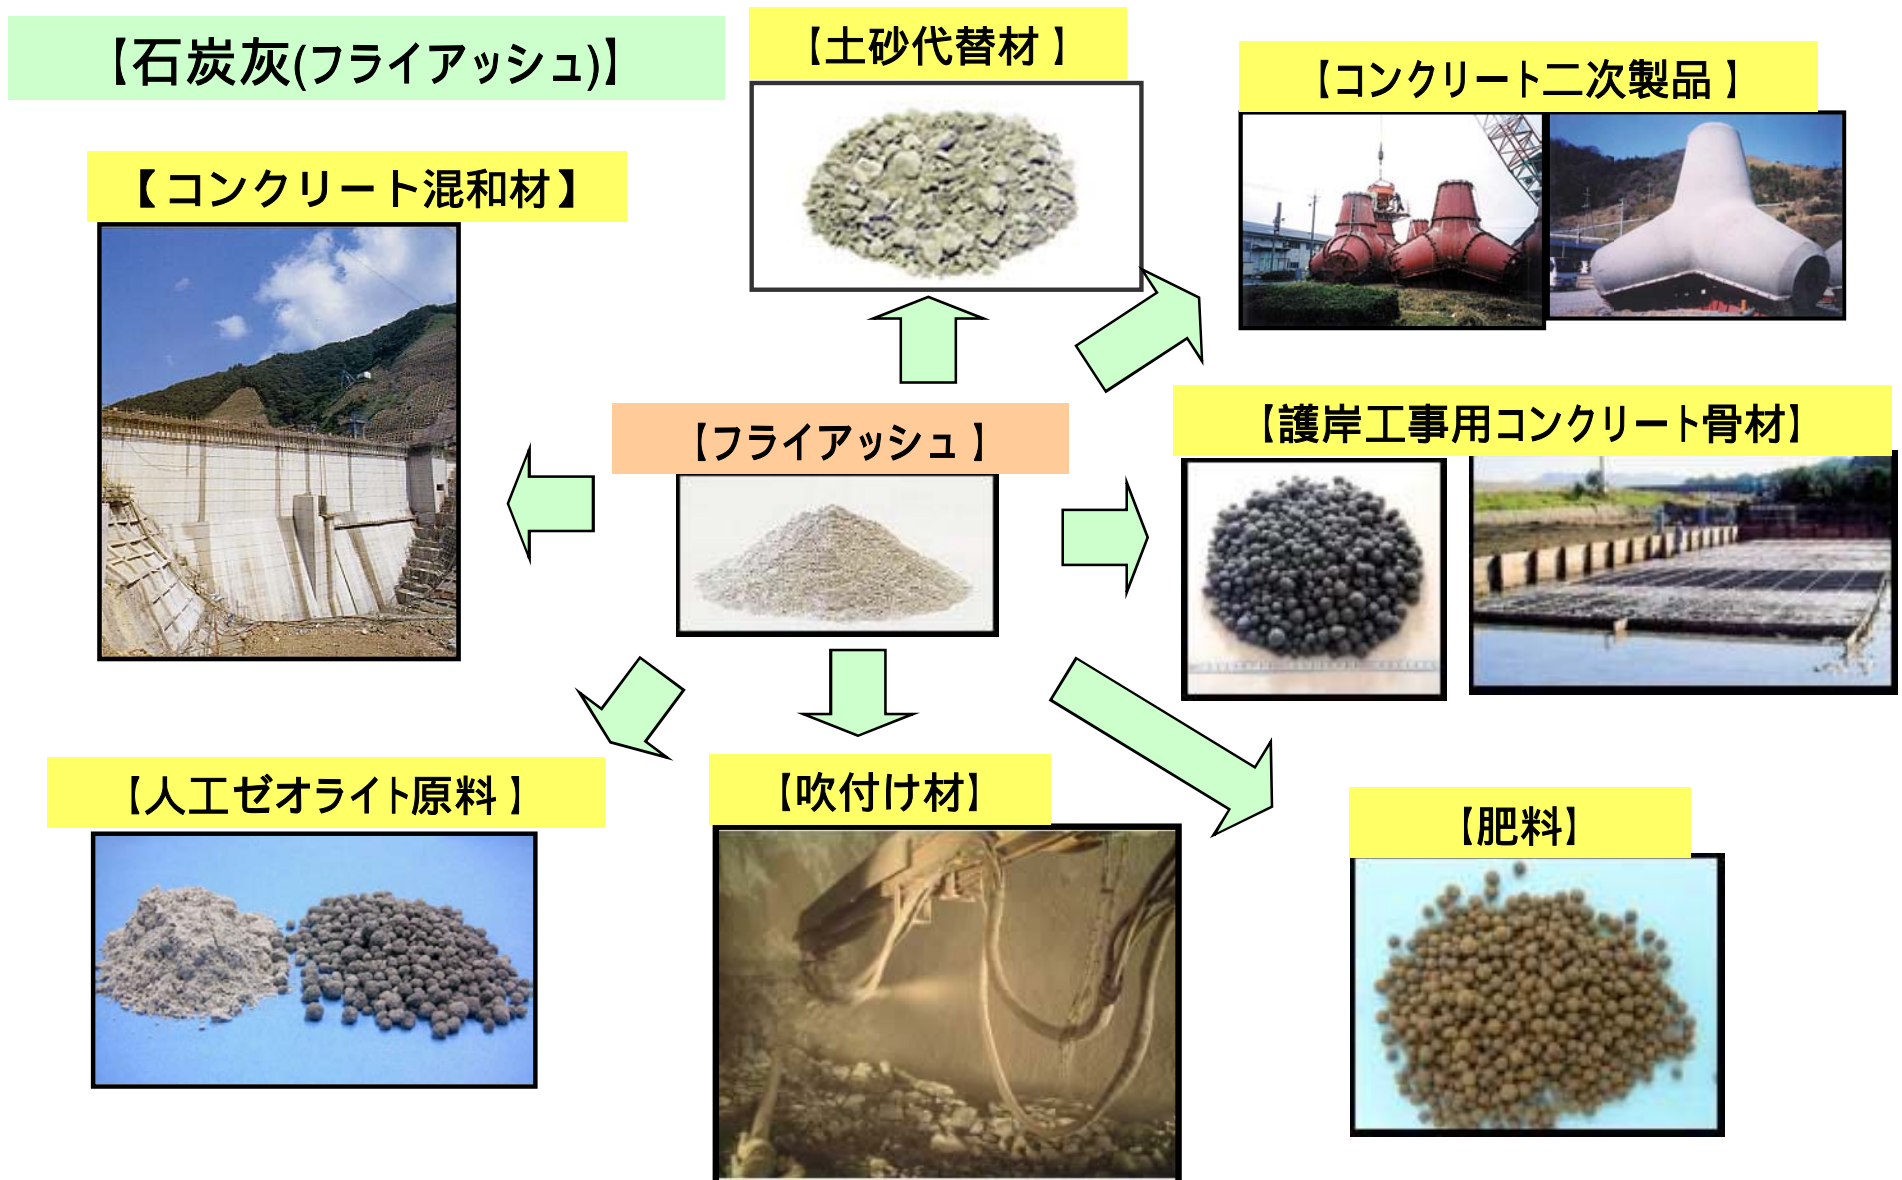 【石炭灰(フライアッシュ)】
【土砂代替材 】
【コンクリート二次製品 】
【コンクリート混和材】
【フライアッシュ 】
【護岸工事用コンクリート骨材】
【人工ゼオライト原料 】
【吹付け材】
【肥料】